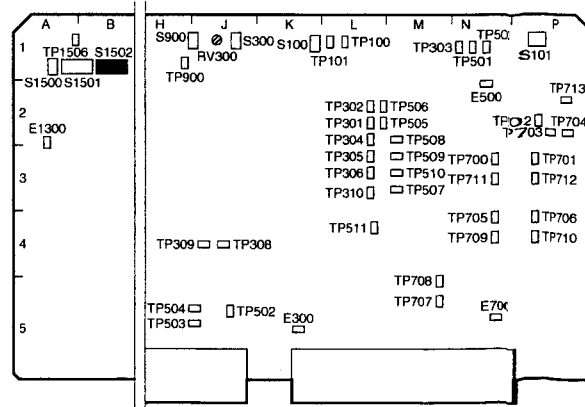 A B H J K L M N P
1
2
3
4
5
TP1506 S1502
S1500 S1501
E1300
S900 S300 S100 TP100 TP303
RV300
TP900 TP101 TP501 S101
E500 TP713
TP302 TP506
TP301 TP505 TP704
TP304 TP508
TP305 TP509 TP700 TP701
TP306 TP510 TP711 TP712
TP310 TP507
TP511 TP705 TP706
TP309 TP308 TP709 TP710
TP708
TP504 TP502 TP707
TP503 E300